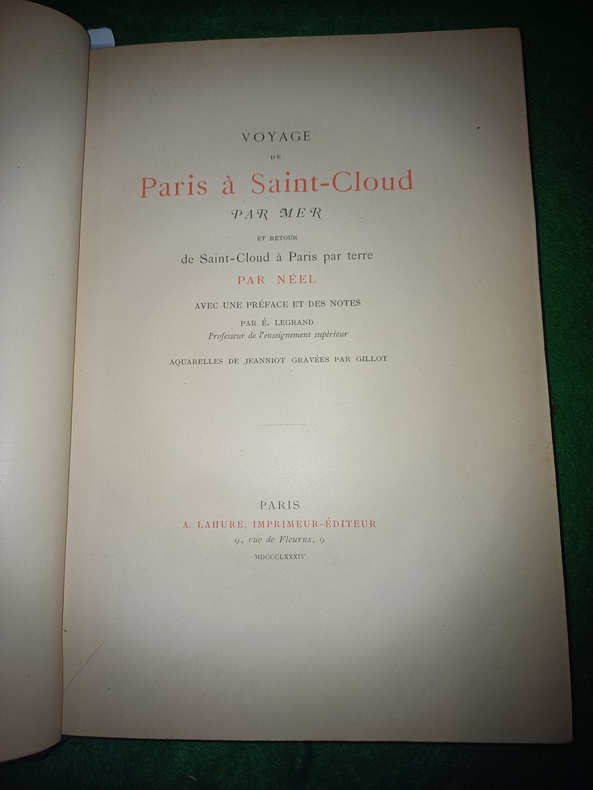 VOYAGE
DE
Paris à Saint-Cloud
PAR MER
ET RETOUR
de Saint-Cloud à Paris par terre
PAR NÉEL
AVEC UNE PRÉFACE ET DES NOTES
PAR É. LEGRAND
Professeur de l'enseignement supérieur
AQUARELLES DE JEANNIOT GRAVÉES PAR GILLOT
PARIS
A. LAHURE, IMPRIMEUR-ÉDITEUR
9, rue de Fleurus, 9
MDCCCLXXXIV